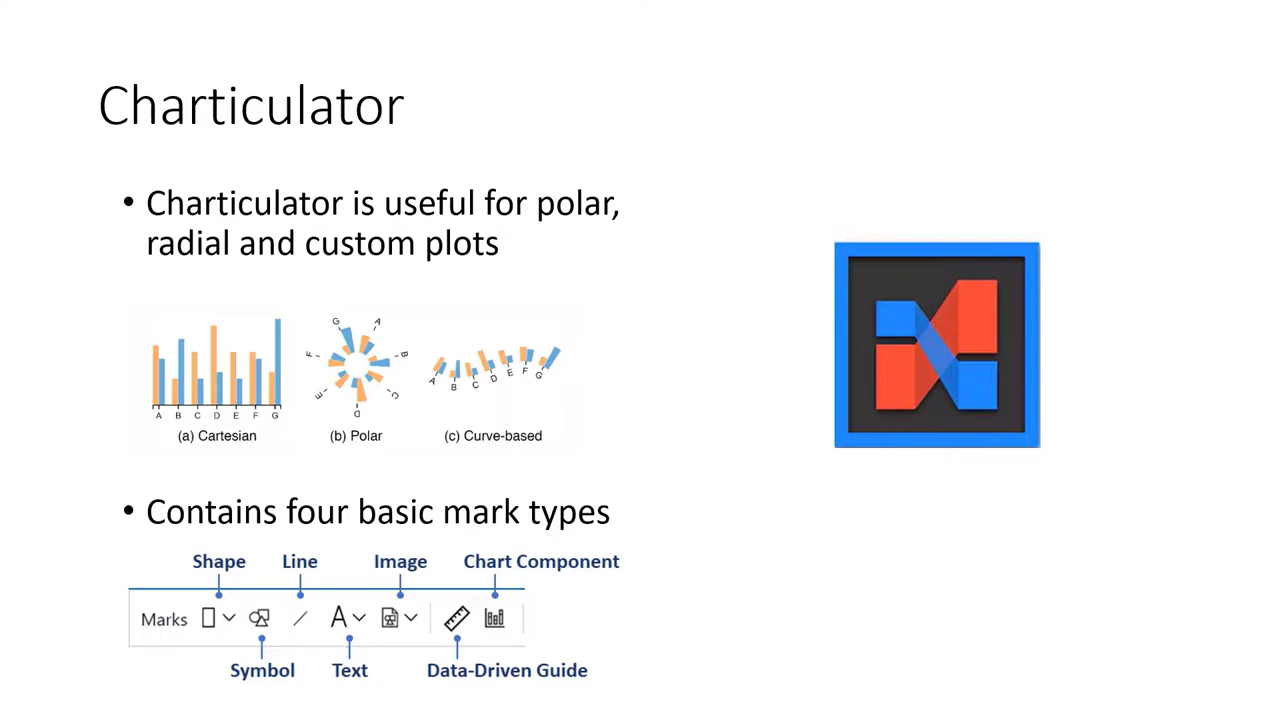 Charticulator
• Charticulator is useful for polar,
radial and custom plots
A B C D E F G
(a) Cartesian
G A B C D E F
(b) Polar
A B C D E F G
(c) Curve-based
• Contains four basic mark types
Shape Line Image Chart Component
Marks A
Symbol Text Data-Driven Guide